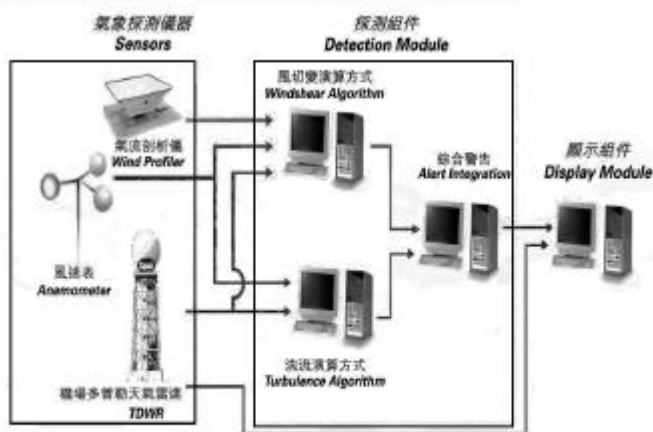 氣象探測儀器
Sensors
探測組件
Detection Module
風切變演算方式
Windshear Algorithm
氣流剖析儀
Wind Profiler
綜合警告
Alert Integration
顯示組件
Display Module
風速表
Anamometer
湍流演算方式
Turbulence Algorithm
機場多普勒天氣雷達
TDWR